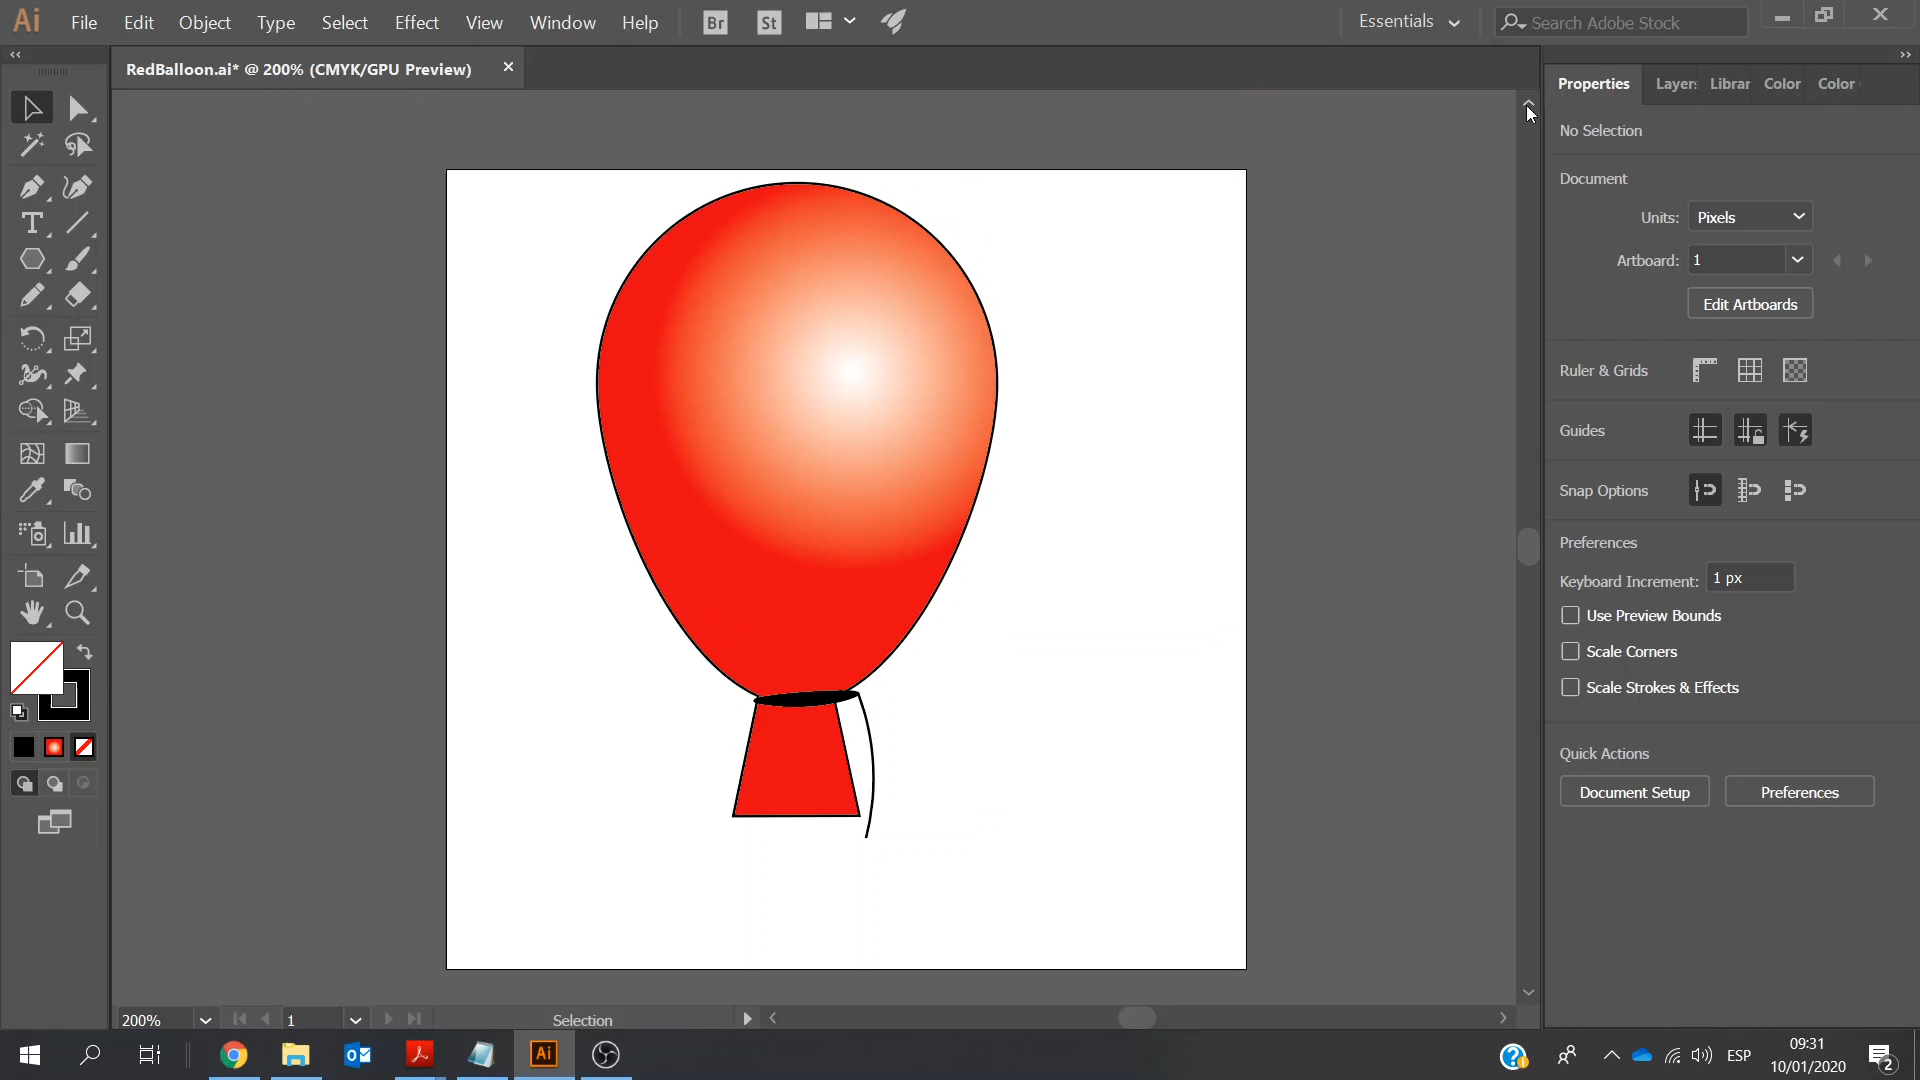 Ai File Edit Object Type Select Effect View Window Help Br St Essentials Search Adobe Stock
RedBalloon.ai* @ 200% (CMYK/GPU Preview)
Properties Layer Librar Color Color
No Selection
Document
Units: Pixels
Artboard: 1
Edit Artboards
Ruler & Grids
Guides
Snap Options
Preferences
Keyboard Increment: 1 px
Use Preview Bounds
Scale Corners
Scale Strokes & Effects
Quick Actions
Document Setup Preferences
200% 1 Selection
Ai ESP 09:31
10/01/2020 2